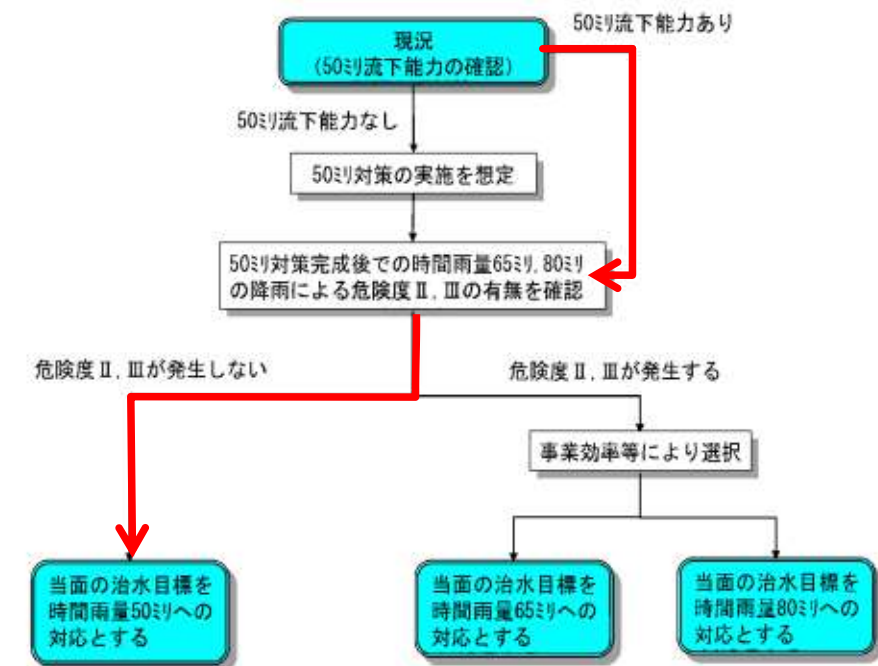 50ﾐﾘ流下能力あり
現況
(50ﾐﾘ流下能力の確認)
50ﾐﾘ流下能力なし
50ﾐﾘ対策の実施を想定
50ﾐﾘ対策完成後での時間雨量65ﾐﾘ,80ﾐﾘ
の降雨による危険度Ⅱ,Ⅲの有無を確認
危険度Ⅱ,Ⅲが発生しない
危険度Ⅱ,Ⅲが発生する
事業効率等により選択
当面の治水目標を
時間雨量50ﾐﾘへの
対応とする
当面の治水目標を
時間雨量65ﾐﾘへの
対応とする
当面の治水目標を
時間雨量80ﾐﾘへの
対応とする